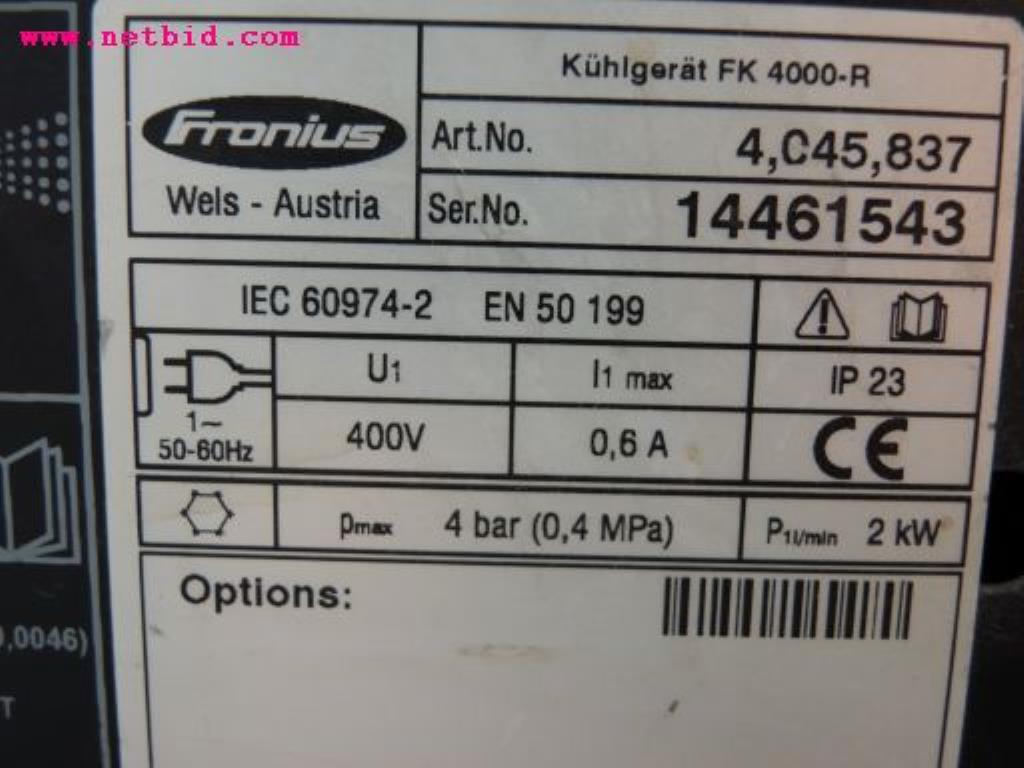 www.netbid.com
Fronius
Wels - Austria
Kühlgerät FK 4000-R
Art.No. 4,C45,837
Ser.No. 14461543
IEC 60974-2 EN 50 199
U1 I1 max IP 23
1~
50-60Hz 400V 0,6 A CE
pmax 4 bar (0,4 MPa) P1l/min 2 kW
Options:
,0046)
T